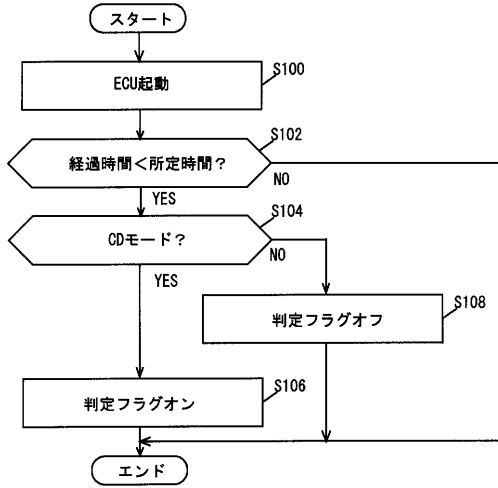 スタート
S100
ECU起動
S102
経過時間<所定時間?
NO
YES
S104
CDモード?
NO
YES
S108
判定フラグオフ
S106
判定フラグオン
エンド